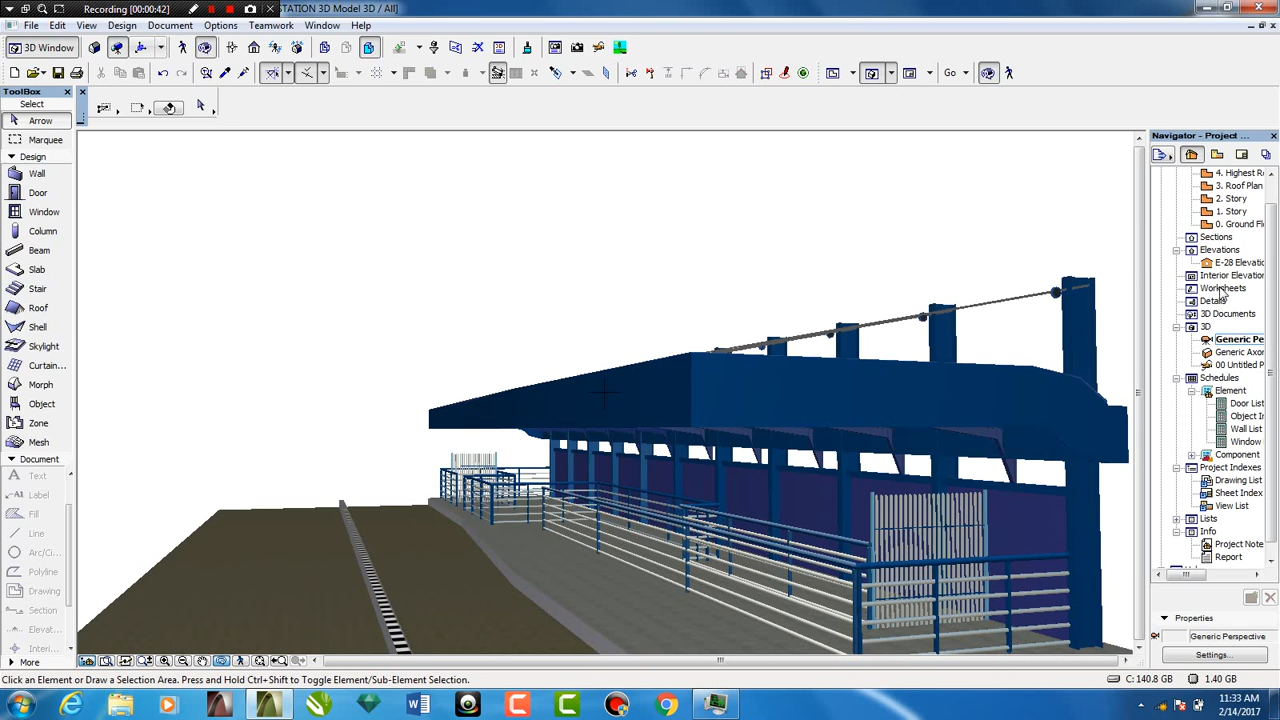 Recording [00:00:42]
STATION 3D Model 3D / All]
File Edit View Design Document Options Teamwork Window Help
3D Window
Go
ToolBox
Select
Arrow
Marquee
Design
Wall
Door
Window
Column
Beam
Slab
Stair
Roof
Shell
Skylight
Curtain...
Morph
Object
Zone
Mesh
Document
Text
Label
Fill
Line
Arc/Ci...
Polyline
Drawing
Section
Elevat...
Interi...
More
Navigator - Project ...
4. Highest R
3. Roof Plan
2. Story
1. Story
0. Ground Fl
Sections
Elevations
E-28 Elevatio
Interior Elevation
Worksheets
Details
3D Documents
3D
Generic Pe
Generic Axon
00 Untitled P
Schedules
Element
Door List
Object In
Wall List
Window
Component
Project Indexes
Drawing List
Sheet Index
View List
Lists
Info
Project Note
Report
Properties
Generic Perspective
Settings...
Click an Element or Draw a Selection Area. Press and Hold Ctrl+Shift to Toggle Element/Sub-Element Selection.
C: 140.8 GB 1.40 GB
11:33 AM
2/14/2017